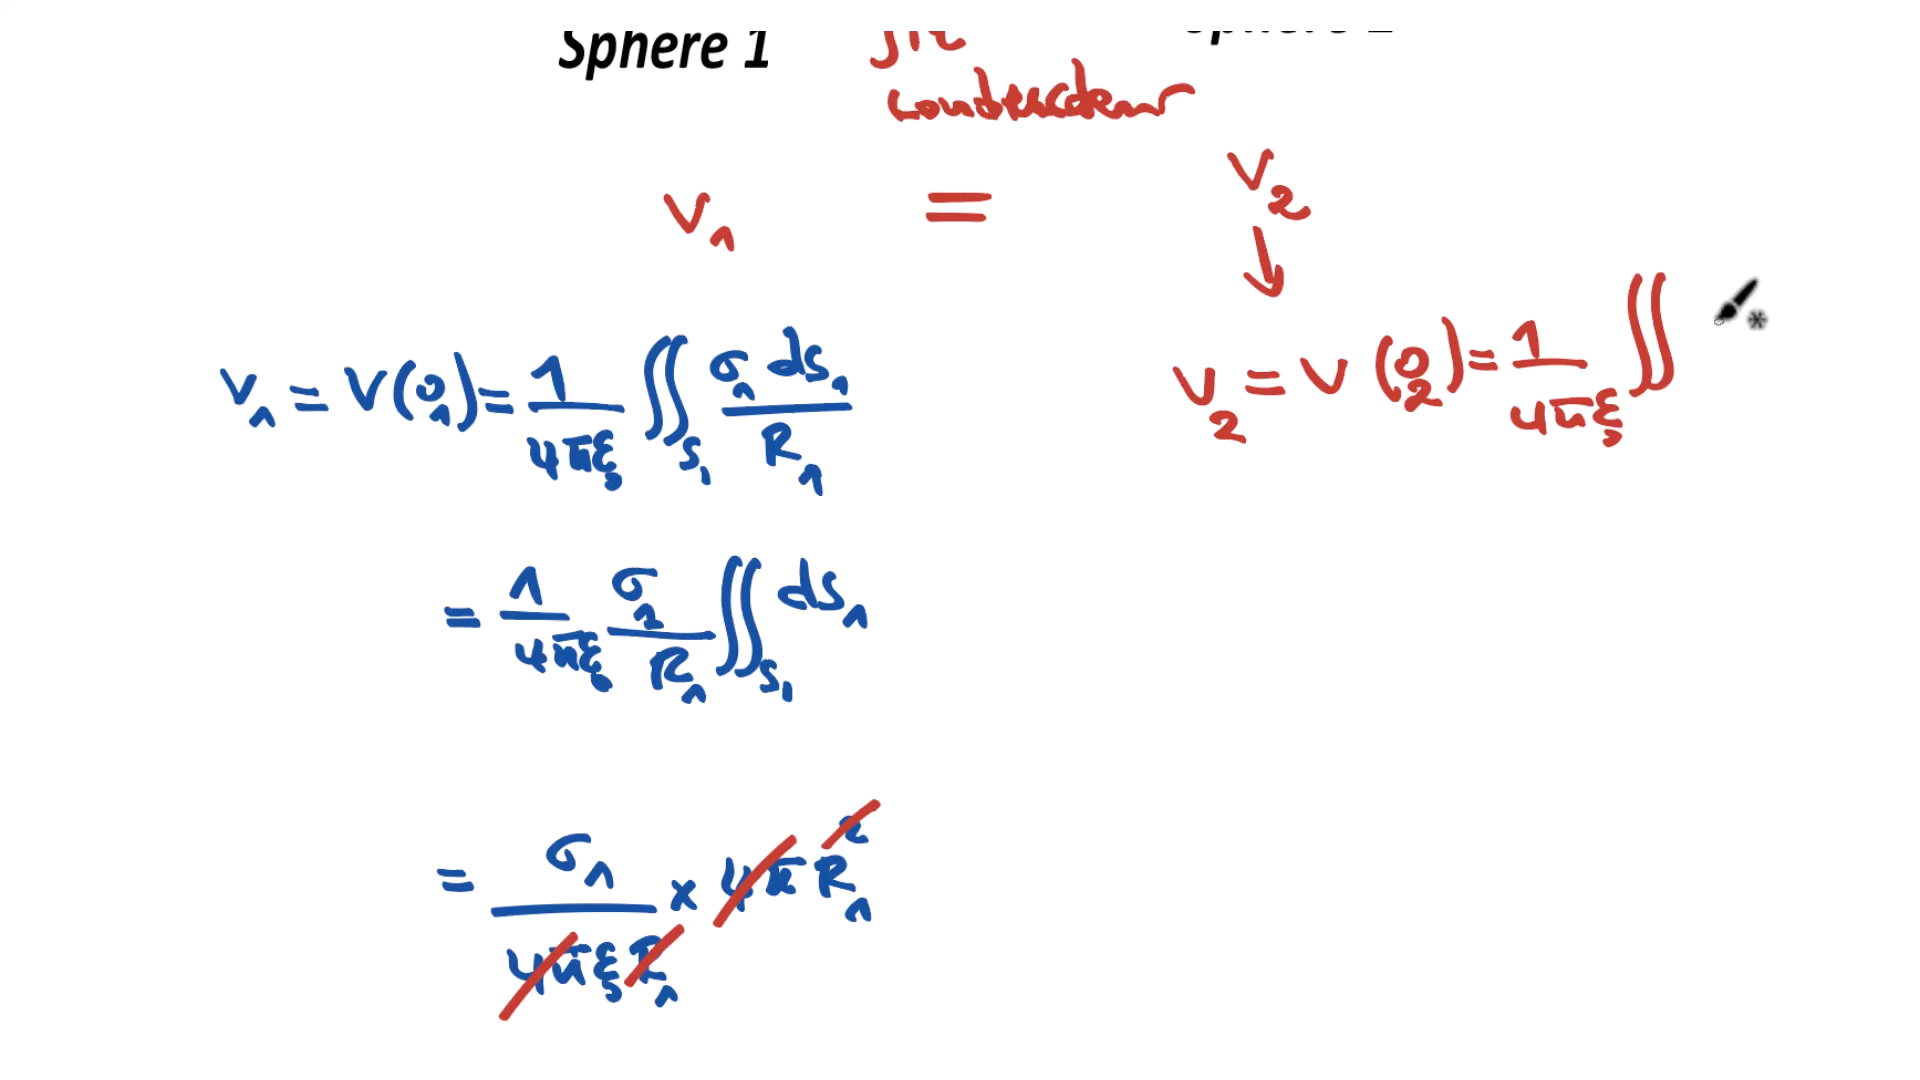 Sphere 1
fil
conducteur
V₁ = V₂
V₁ = V(O₁) = 1/4πε₀ ∬S₁ σ₁ dS₁/R₁
V₂ = V(O₂) = 1/4πε₀ ∬
= 1/4πε₀ σ₁/R₁ ∬S₁ dS₁
= σ₁/4πε₀R₁ × 4πR₁²